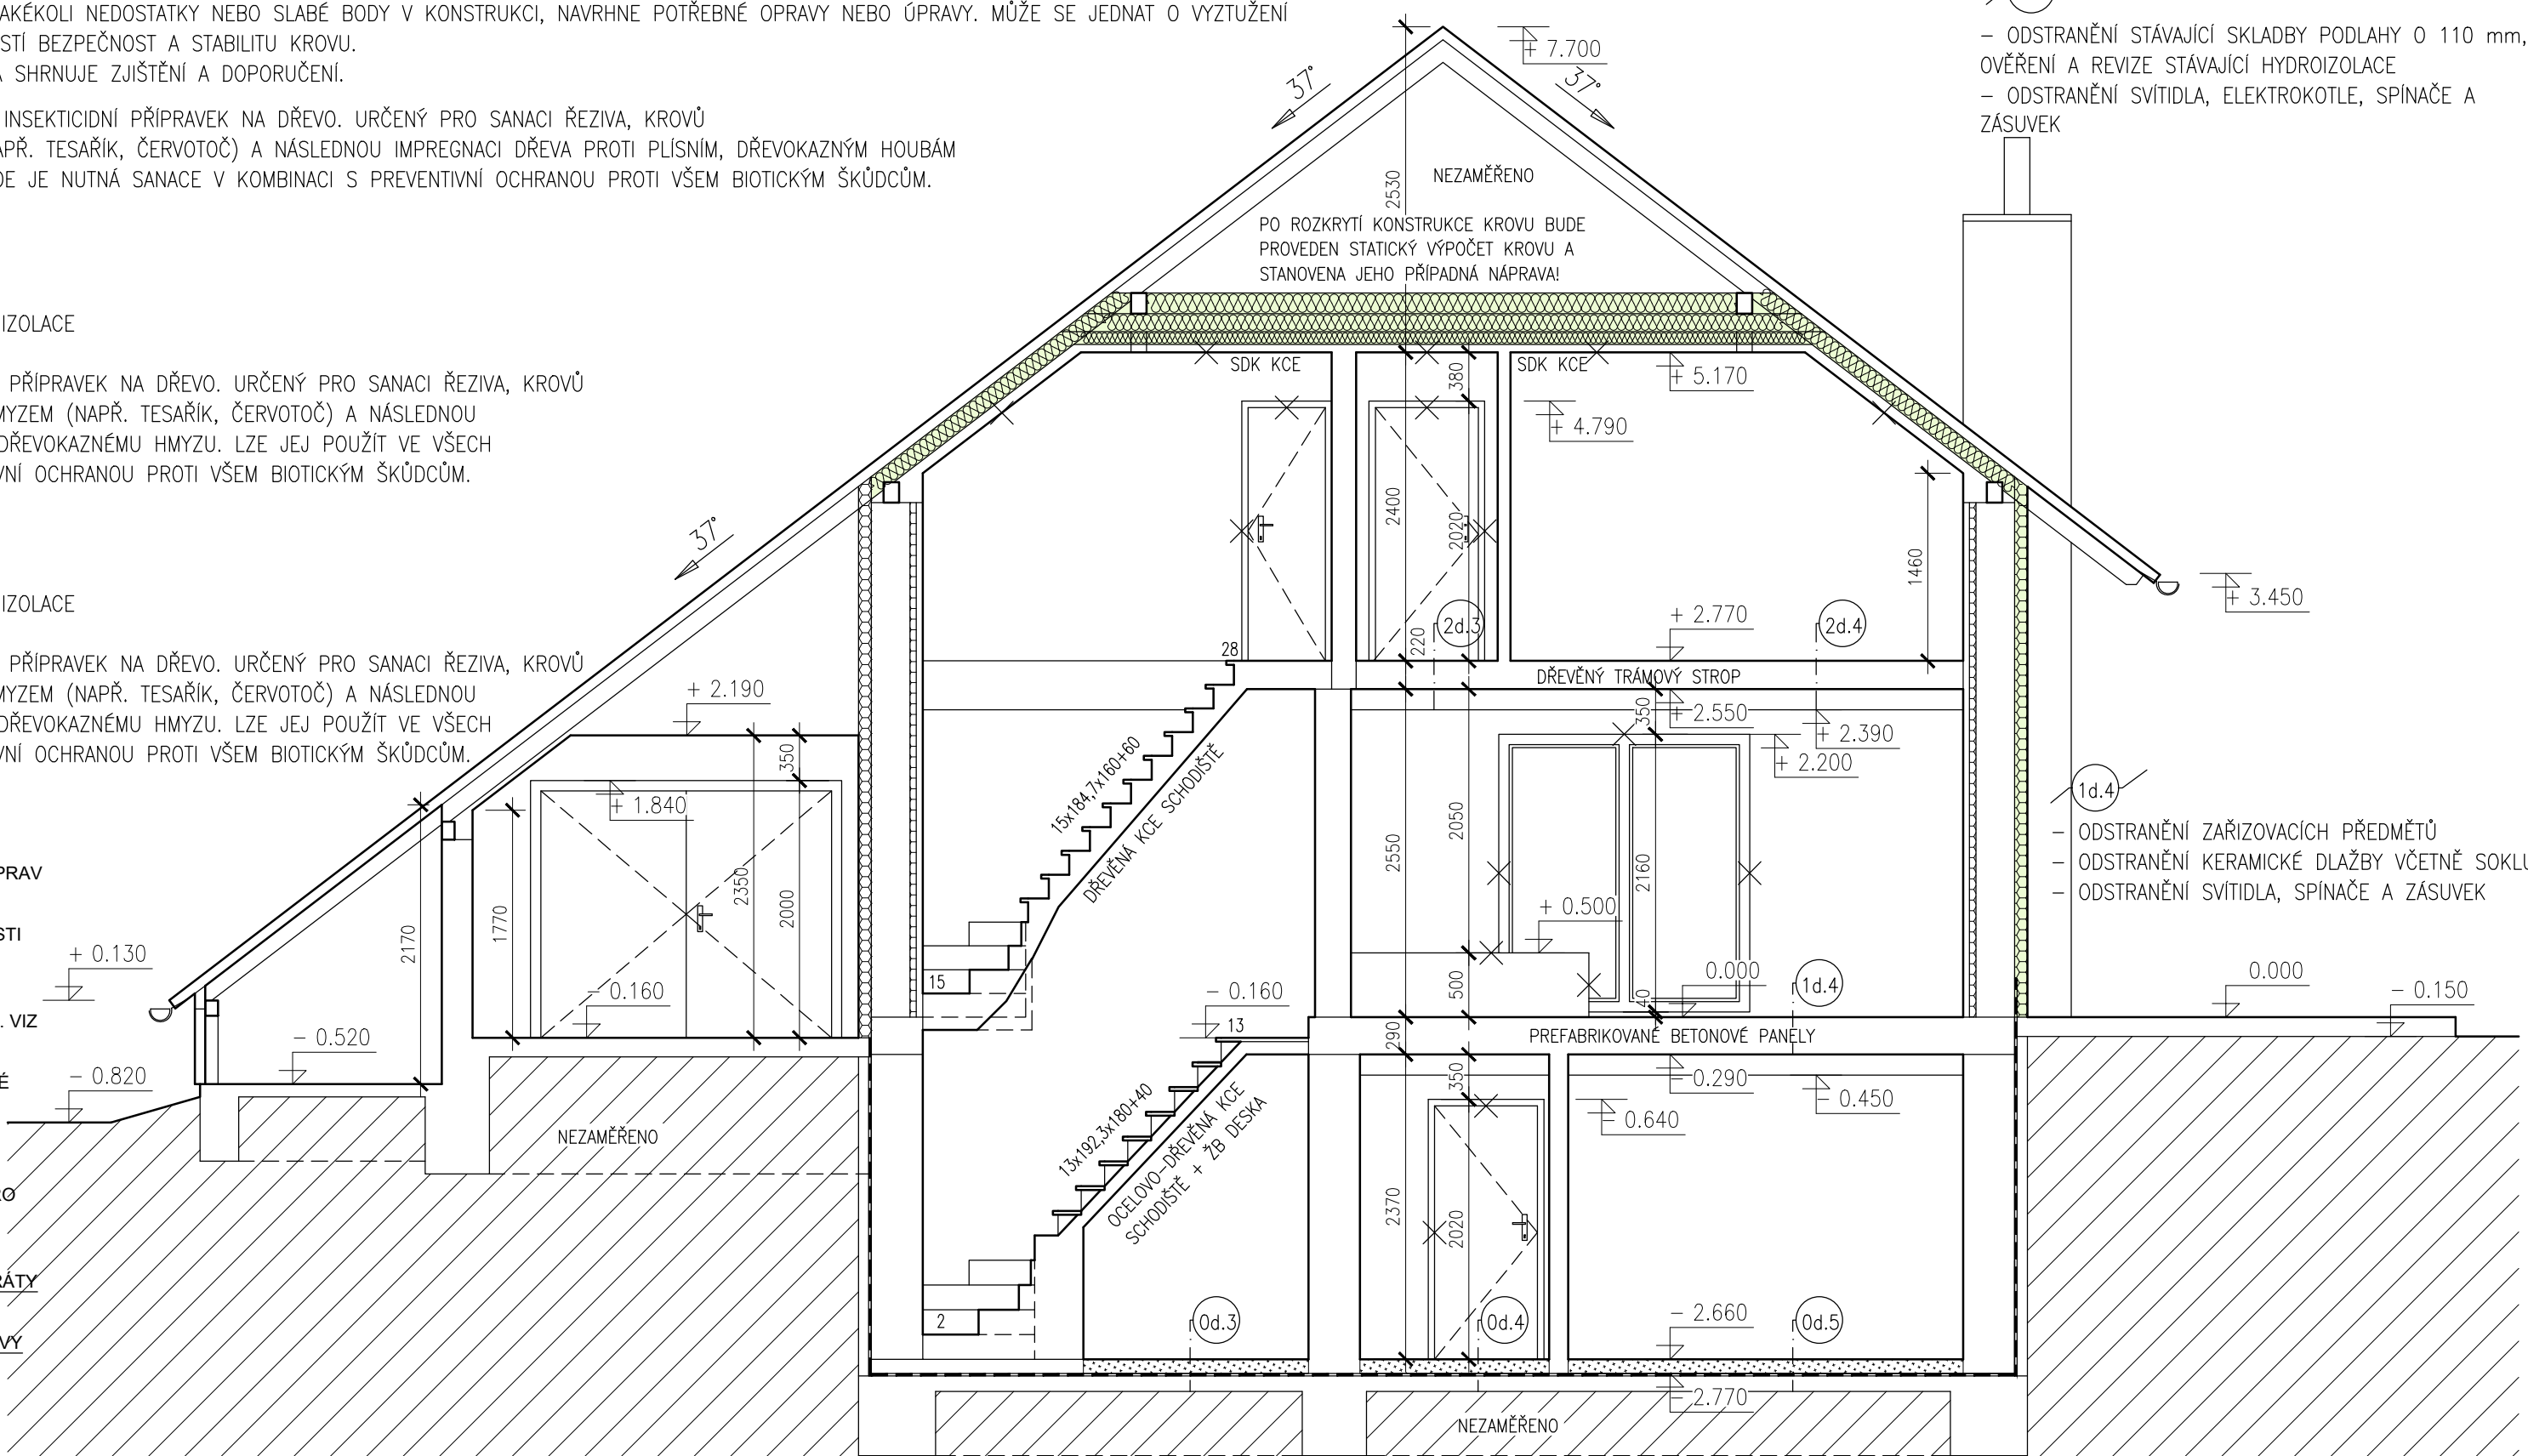 AKÉKOLI NEDOSTATKY NEBO SLABÉ BODY V KONSTRUKCI, NAVRHNE POTŘEBNÉ OPRAVY NEBO ÚPRAVY. MŮŽE SE JEDNAT O VYZTUŽENÍ
STÍ BEZPEČNOST A STABILITU KROVU.
A SHRNUJE ZJIŠTĚNÍ A DOPORUČENÍ.
INSEKTICIDNÍ PŘÍPRAVEK NA DŘEVO. URČENÝ PRO SANACI ŘEZIVA, KROVŮ
APŘ. TESAŘÍK, ČERVOTOČ) A NÁSLEDNOU IMPREGNACI DŘEVA PROTI PLÍSNÍM, DŘEVOKAZNÝM HOUBÁM
DE JE NUTNÁ SANACE V KOMBINACI S PREVENTIVNÍ OCHRANOU PROTI VŠEM BIOTICKÝM ŠKŮDCŮM.
– ODSTRANĚNÍ STÁVAJÍCÍ SKLADBY PODLAHY O 110 mm,
OVĚŘENÍ A REVIZE STÁVAJÍCÍ HYDROIZOLACE
– ODSTRANĚNÍ SVÍTIDLA, ELEKTROKOTLE, SPÍNAČE A
ZÁSUVEK
IZOLACE
PŘÍPRAVEK NA DŘEVO. URČENÝ PRO SANACI ŘEZIVA, KROVŮ
MYZEM (NAPŘ. TESAŘÍK, ČERVOTOČ) A NÁSLEDNOU
DŘEVOKAZNÉMU HMYZU. LZE JEJ POUŽÍT VE VŠECH
VNÍ OCHRANOU PROTI VŠEM BIOTICKÝM ŠKŮDCŮM.
IZOLACE
PŘÍPRAVEK NA DŘEVO. URČENÝ PRO SANACI ŘEZIVA, KROVŮ
MYZEM (NAPŘ. TESAŘÍK, ČERVOTOČ) A NÁSLEDNOU
DŘEVOKAZNÉMU HMYZU. LZE JEJ POUŽÍT VE VŠECH
VNÍ OCHRANOU PROTI VŠEM BIOTICKÝM ŠKŮDCŮM.
PRAV
STI
. VIZ
É
RO
RÁTY
VY
+ 7.700
37°
37°
37°
2530
NEZAMĚŘENO
PO ROZKRYTÍ KONSTRUKCE KROVU BUDE
PROVEDEN STATICKÝ VÝPOČET KROVU A
STANOVENA JEHO PŘÍPADNÁ NÁPRAVA!
SDK KCE
SDK KCE
380
+ 5.170
+ 4.790
2400
2020
1460
+ 3.450
220
2d.3
2d.4
+ 2.770
28
DŘEVĚNÝ TRÁMOVÝ STROP
+ 2.190
350
+ 2.550
+ 2.390
+ 2.200
350
+ 1.840
15x184,7x160+60
DŘEVĚNÁ KCE SCHODIŠTĚ
2550
2050
2160
1d.4
– ODSTRANĚNÍ ZAŘIZOVACÍCH PŘEDMĚTŮ
– ODSTRANĚNÍ KERAMICKÉ DLAŽBY VČETNĚ SOKLU
– ODSTRANĚNÍ SVÍTIDLA, SPÍNAČE A ZÁSUVEK
2350
2000
1770
2170
+ 0.500
+ 0.130
15
500
40
0.000
1d.4
0.000
– 0.150
– 0.160
– 0.160
13
– 0.520
290
PREFABRIKOVANÉ BETONOVÉ PANELY
– 0.820
350
– 0.290
– 0.450
– 0.640
NEZAMĚŘENO
13x192,3x180+40
OCELOVO–DŘEVĚNÁ KCE
SCHODIŠTĚ + ŽB DESKA
2370
2020
2
0d.3
0d.4
0d.5
– 2.660
– 2.770
NEZAMĚŘENO